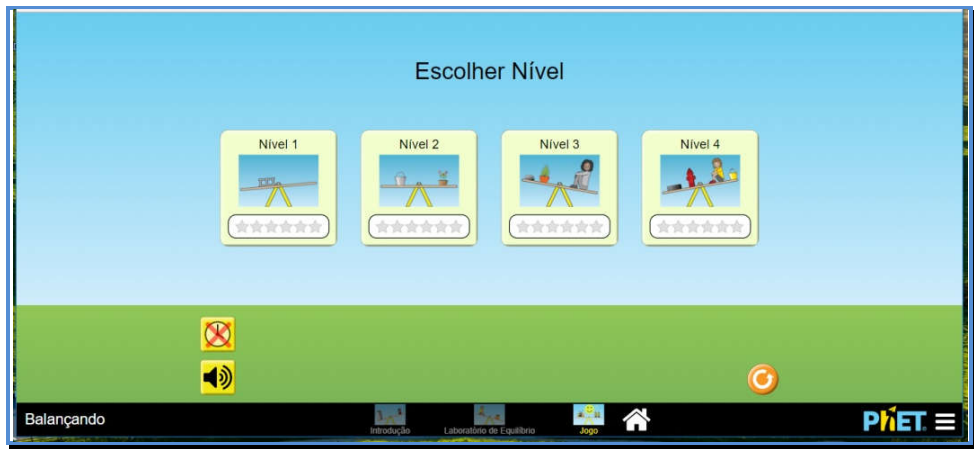 Escolher Nível
Nível 1
Nível 2
Nível 3
Nível 4
Balançando
Introdução
Laboratório de Equilíbrio
Jogo
PhET